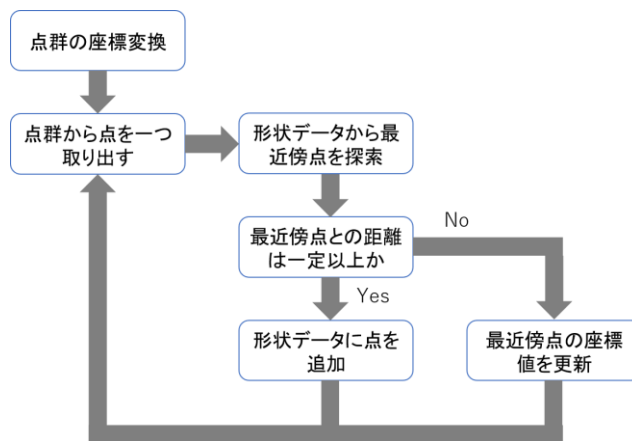 点群の座標変換
点群から点を一つ
取り出す
形状データから最
近傍点を探索
最近傍点との距離
は一定以上か
No
Yes
形状データに点を
追加
最近傍点の座標
値を更新